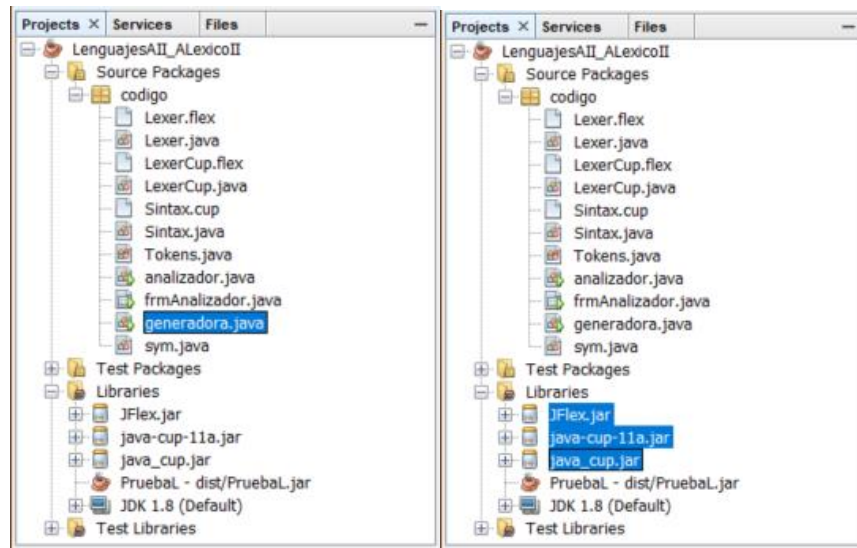 Projects × Services Files
LenguajesAII_ALexicoII
Source Packages
codigo
Lexer.flex
Lexer.java
LexerCup.flex
LexerCup.java
Sintax.cup
Sintax.java
Tokens.java
analizador.java
frmAnalizador.java
generadora.java
sym.java
Test Packages
Libraries
JFlex.jar
java-cup-11a.jar
java_cup.jar
PruebaL - dist/PruebaL.jar
JDK 1.8 (Default)
Test Libraries
Projects × Services Files
LenguajesAII_ALexicoII
Source Packages
codigo
Lexer.flex
Lexer.java
LexerCup.flex
LexerCup.java
Sintax.cup
Sintax.java
Tokens.java
analizador.java
frmAnalizador.java
generadora.java
sym.java
Test Packages
Libraries
JFlex.jar
java-cup-11a.jar
java_cup.jar
PruebaL - dist/PruebaL.jar
JDK 1.8 (Default)
Test Libraries